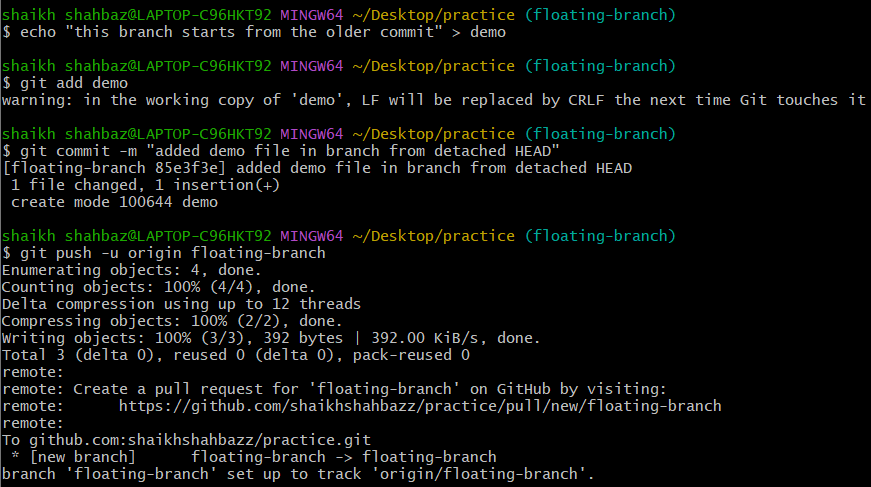 shaikh shahbaz@LAPTOP-C96HKT92 MINGW64 ~/Desktop/practice (floating-branch)
$ echo "this branch starts from the older commit" > demo
shaikh shahbaz@LAPTOP-C96HKT92 MINGW64 ~/Desktop/practice (floating-branch)
$ git add demo
warning: in the working copy of 'demo', LF will be replaced by CRLF the next time Git touches it
shaikh shahbaz@LAPTOP-C96HKT92 MINGW64 ~/Desktop/practice (floating-branch)
$ git commit -m "added demo file in branch from detached HEAD"
[floating-branch 85e3f3e] added demo file in branch from detached HEAD
 1 file changed, 1 insertion(+)
 create mode 100644 demo
shaikh shahbaz@LAPTOP-C96HKT92 MINGW64 ~/Desktop/practice (floating-branch)
$ git push -u origin floating-branch
Enumerating objects: 4, done.
Counting objects: 100% (4/4), done.
Delta compression using up to 12 threads
Compressing objects: 100% (2/2), done.
Writing objects: 100% (3/3), 392 bytes | 392.00 KiB/s, done.
Total 3 (delta 0), reused 0 (delta 0), pack-reused 0
remote:
remote: Create a pull request for 'floating-branch' on GitHub by visiting:
remote:      https://github.com/shaikhshahbazz/practice/pull/new/floating-branch
remote:
To github.com:shaikhshahbazz/practice.git
 * [new branch]      floating-branch -> floating-branch
branch 'floating-branch' set up to track 'origin/floating-branch'.